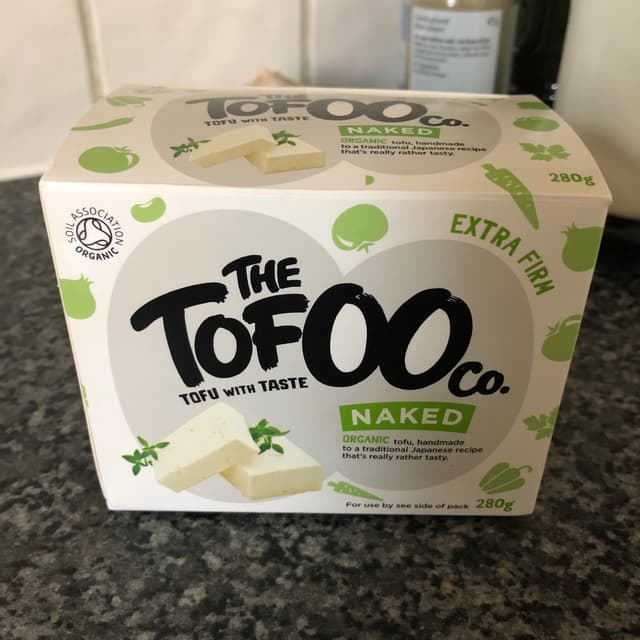 THE
TOFOO Co.
TOFU WITH TASTE
NAKED
ORGANIC tofu, handmade
to a traditional Japanese recipe
that's really rather tasty.
280g
SOIL ASSOCIATION
ORGANIC
EXTRA FIRM
THE
TOFOO Co.
TOFU WITH TASTE
NAKED
ORGANIC tofu, handmade
to a traditional Japanese recipe
that's really rather tasty.
For use by see side of pack 280g